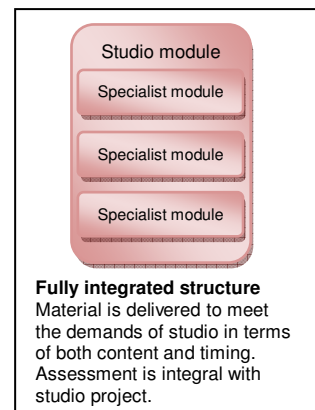 Studio module
Specialist module
Specialist module
Specialist module
Fully integrated structure
Material is delivered to meet
the demands of studio in terms
of both content and timing.
Assessment is integral with
studio project.